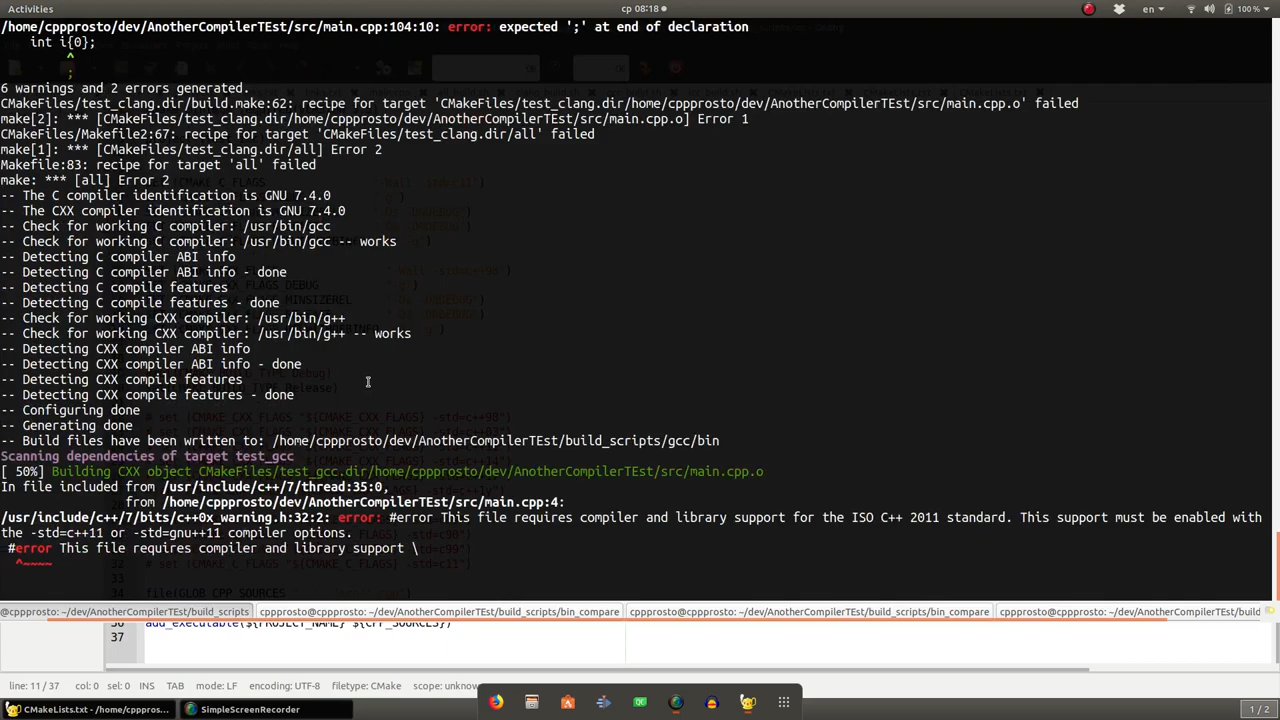 Activities
ср 08:18
en
100 %
/home/cppprosto/dev/AnotherCompilerTEst/src/main.cpp:104:10: error: expected ';' at end of declaration
int i{0};
^
;
6 warnings and 2 errors generated.
CMakeFiles/test_clang.dir/build.make:62: recipe for target 'CMakeFiles/test_clang.dir/home/cppprosto/dev/AnotherCompilerTEst/src/main.cpp.o' failed
make[2]: *** [CMakeFiles/test_clang.dir/home/cppprosto/dev/AnotherCompilerTEst/src/main.cpp.o] Error 1
CMakeFiles/Makefile2:67: recipe for target 'CMakeFiles/test_clang.dir/all' failed
make[1]: *** [CMakeFiles/test_clang.dir/all] Error 2
Makefile:83: recipe for target 'all' failed
make: *** [all] Error 2
-- The C compiler identification is GNU 7.4.0
-- The CXX compiler identification is GNU 7.4.0
-- Check for working C compiler: /usr/bin/gcc
-- Check for working C compiler: /usr/bin/gcc -- works
-- Detecting C compiler ABI info
-- Detecting C compiler ABI info - done
-- Detecting C compile features
-- Detecting C compile features - done
-- Check for working CXX compiler: /usr/bin/g++
-- Check for working CXX compiler: /usr/bin/g++ -- works
-- Detecting CXX compiler ABI info
-- Detecting CXX compiler ABI info - done
-- Detecting CXX compile features
-- Detecting CXX compile features - done
-- Configuring done
-- Generating done
-- Build files have been written to: /home/cppprosto/dev/AnotherCompilerTEst/build_scripts/gcc/bin
Scanning dependencies of target test_gcc
[ 50%] Building CXX object CMakeFiles/test_gcc.dir/home/cppprosto/dev/AnotherCompilerTEst/src/main.cpp.o
In file included from /usr/include/c++/7/thread:35:0,
from /home/cppprosto/dev/AnotherCompilerTEst/src/main.cpp:4:
/usr/include/c++/7/bits/c++0x_warning.h:32:2: error: #error This file requires compiler and library support for the ISO C++ 2011 standard. This support must be enabled with
the -std=c++11 or -std=gnu++11 compiler options.
#error This file requires compiler and library support \
^~~~~
@cppprosto: ~/dev/AnotherCompilerTEst/build_scripts
cppprosto@cppprosto: ~/dev/AnotherCompilerTEst/build_scripts/bin_compare
cppprosto@cppprosto: ~/dev/AnotherCompilerTEst/build_scripts/bin_compare
cppprosto@cppprosto: ~/dev/AnotherCompilerTEst/build
add_executable(${PROJECT_NAME} ${CPP_SOURCES})
37
line: 11 / 37 col: 0 sel: 0 INS TAB mode: LF encoding: UTF-8 filetype: CMake scope: unknow
CMakeLists.txt - /home/cpppros...
SimpleScreenRecorder
1 / 2